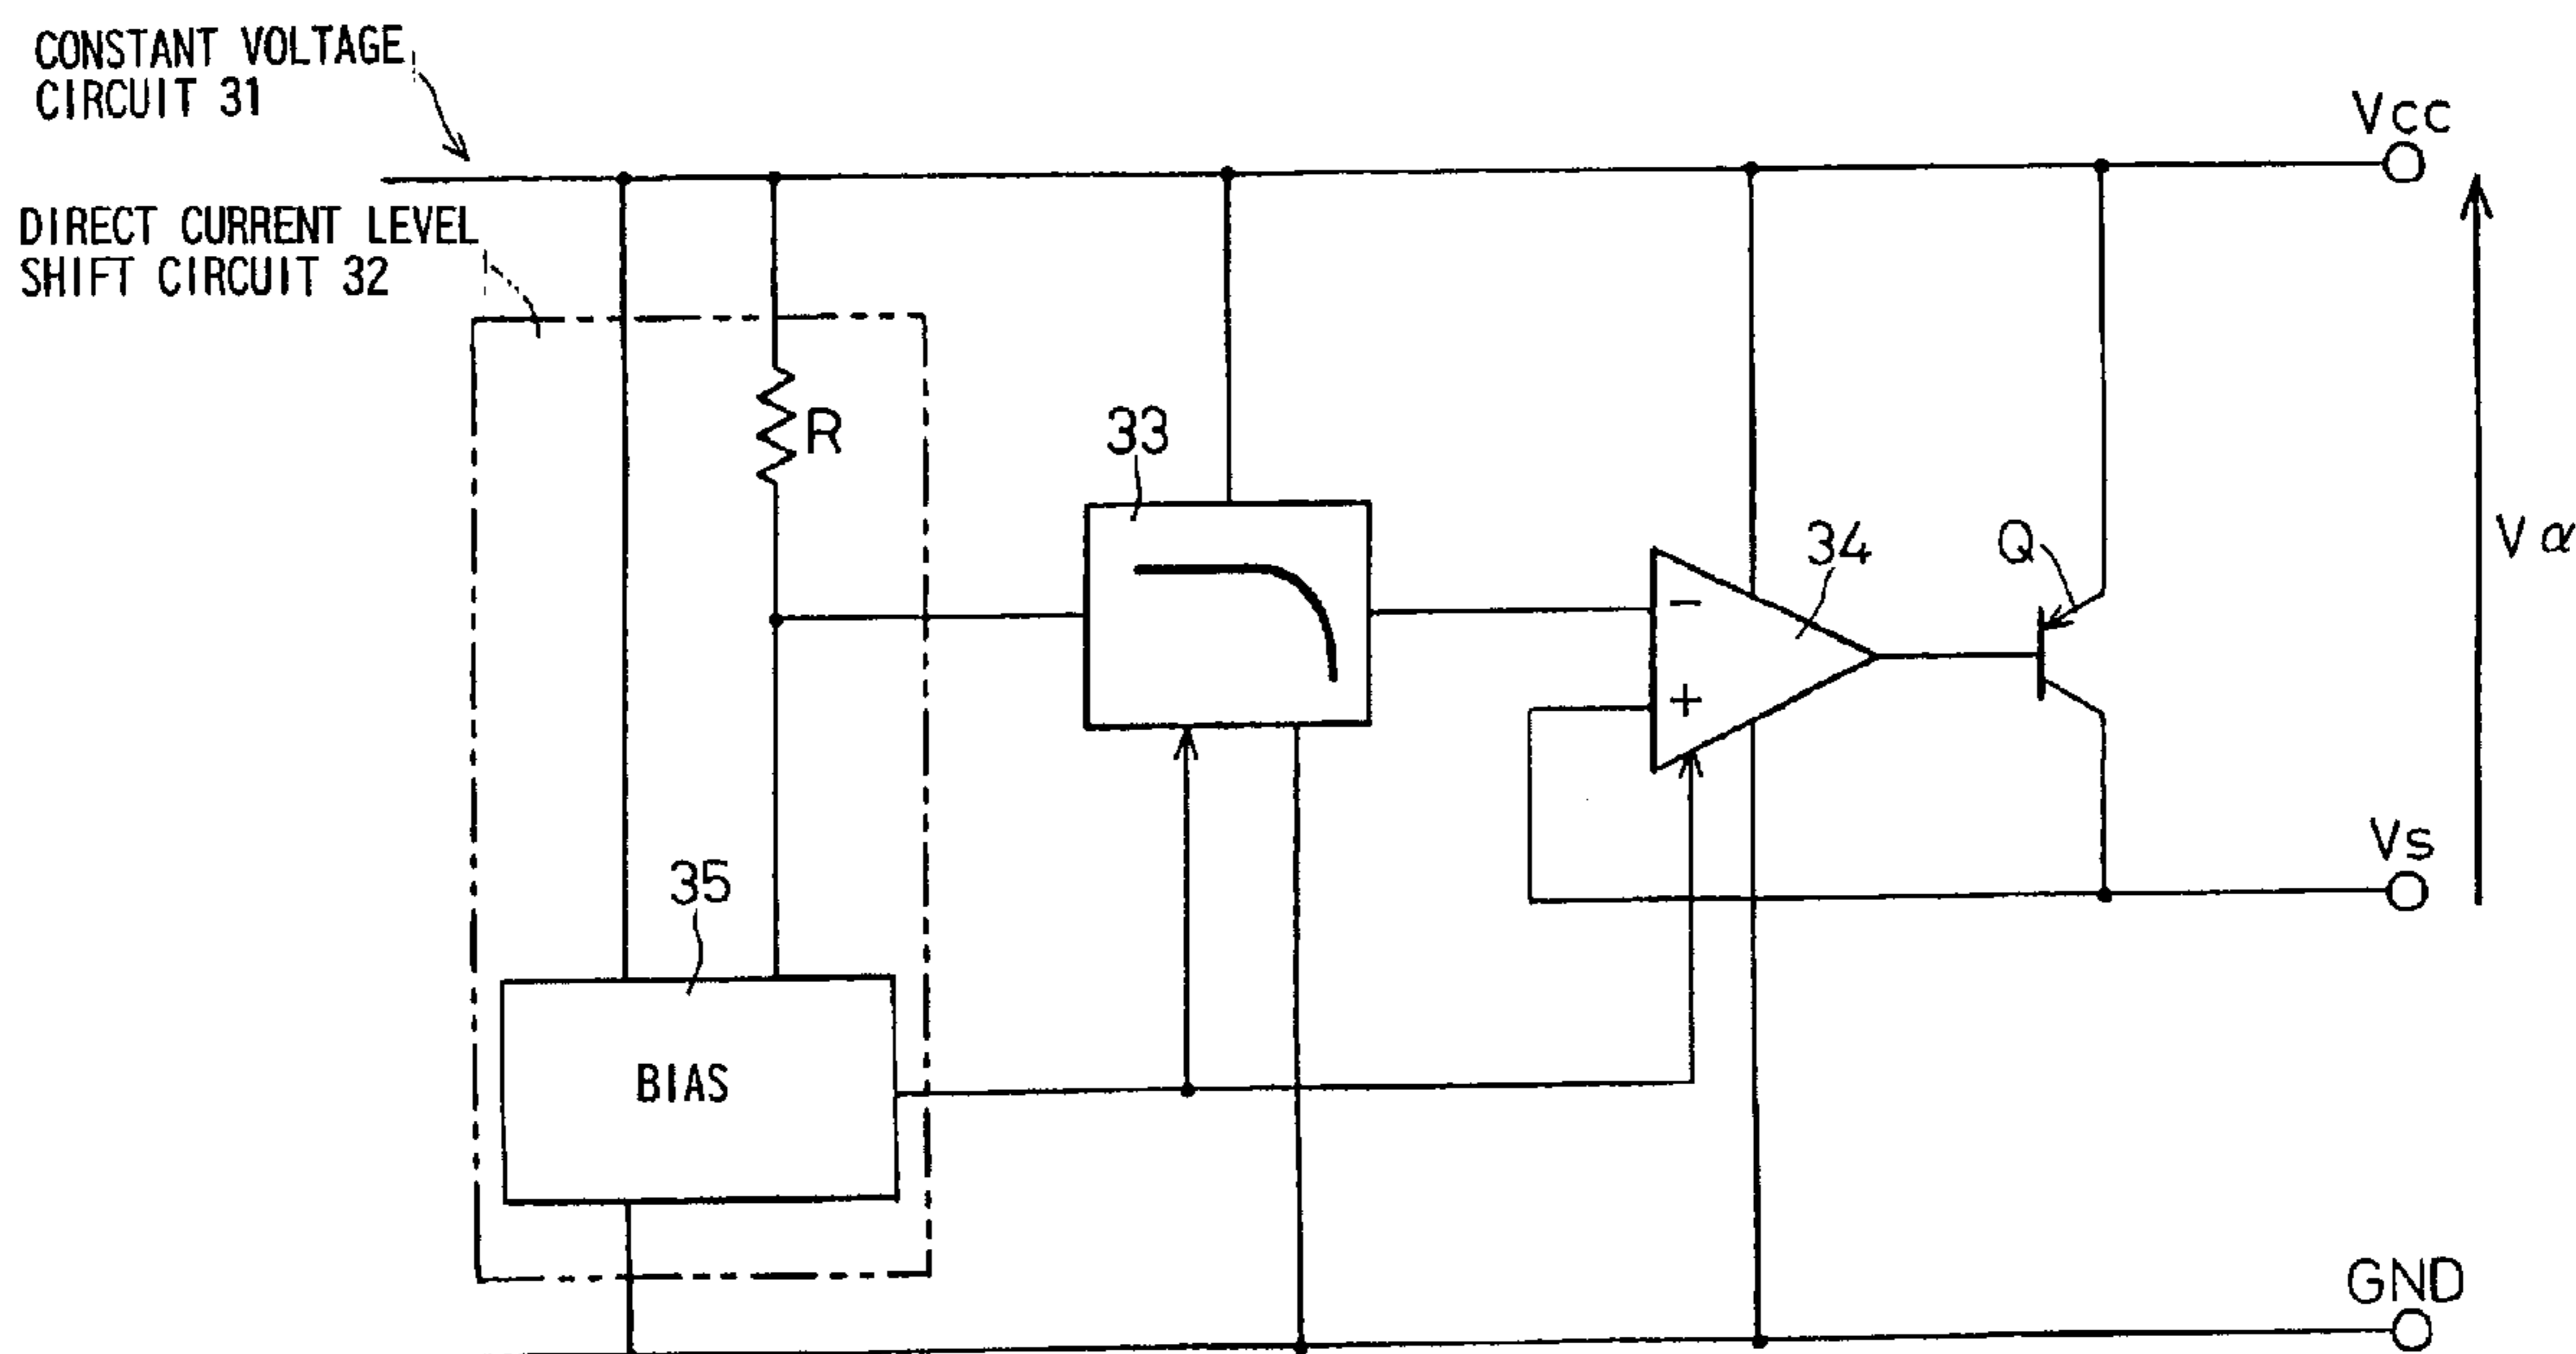 CONSTANT VOLTAGE
CIRCUIT 31
Vcc
DIRECT CURRENT LEVEL
SHIFT CIRCUIT 32
R
33
34
Q
Vα
−
+
Vs
35
BIAS
GND